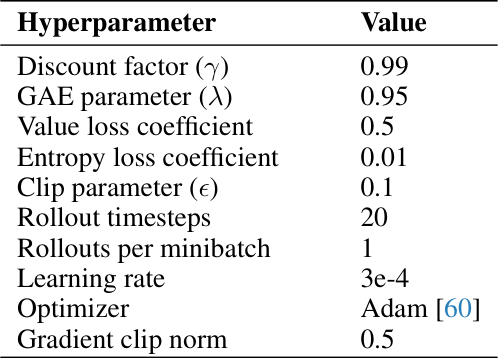 Hyperparameter Value
Discount factor (γ) 0.99
GAE parameter (λ) 0.95
Value loss coefficient 0.5
Entropy loss coefficient 0.01
Clip parameter (ϵ) 0.1
Rollout timesteps 20
Rollouts per minibatch 1
Learning rate 3e-4
Optimizer Adam [60]
Gradient clip norm 0.5